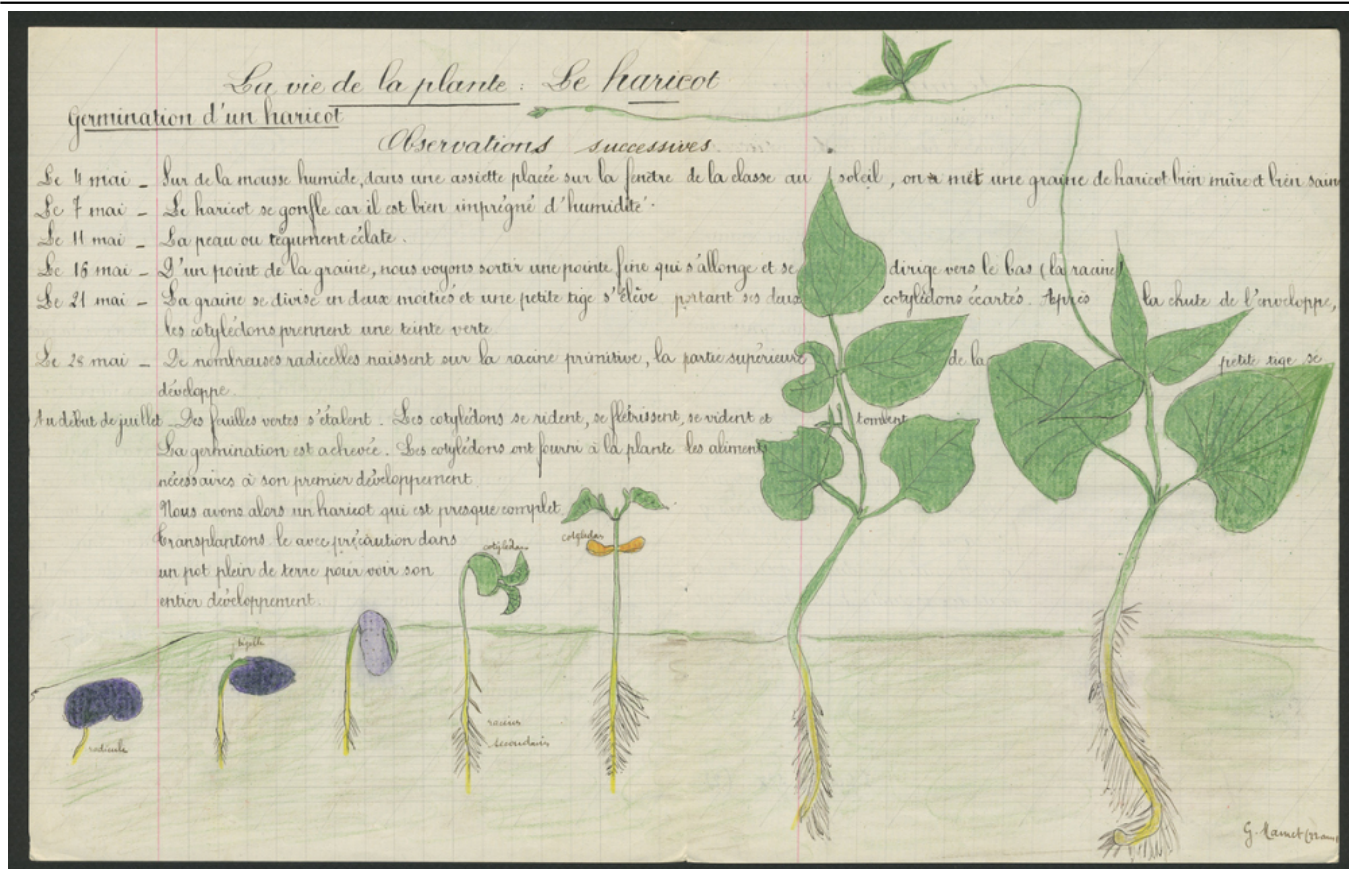 La vie de la plante : Le haricot
Germination d'un haricot
Observations successives
Le 4 mai _ Sur de la mousse humide, dans une assiette placée sur la fenêtre de la classe au soleil, on met une graine de haricot bien mûre et bien sain
Le 7 mai _ Le haricot se gonfle car il est bien imprégné d'humidité.
Le 11 mai _ La peau ou tégument éclate.
Le 16 mai _ D'un point de la graine, nous voyons sortir une pointe fine qui s'allonge et se dirige vers le bas (la racine)
Le 21 mai _ La graine se divise en deux moitiés et une petite tige s'élève portant ses deux cotylédons écartés. Après la chute de l'enveloppe,
les cotylédons prennent une teinte verte.
Le 28 mai _ De nombreuses radicelles naissent sur la racine primitive, la partie supérieure de la petite tige se
développe.
Au début de juillet _ Des feuilles vertes s'étalent. Les cotylédons se rident, se flétrissent, se vident et tombent
La germination est achevée. Les cotylédons ont fourni à la plante les aliments
nécessaires à son premier développement.
Nous avons alors un haricot qui est presque complet.
Transplantons le avec précaution dans
un pot plein de terre pour voir son
entier développement.
cotylédon
cotylédon
tigelle
radicule
racines
secondaires
G.